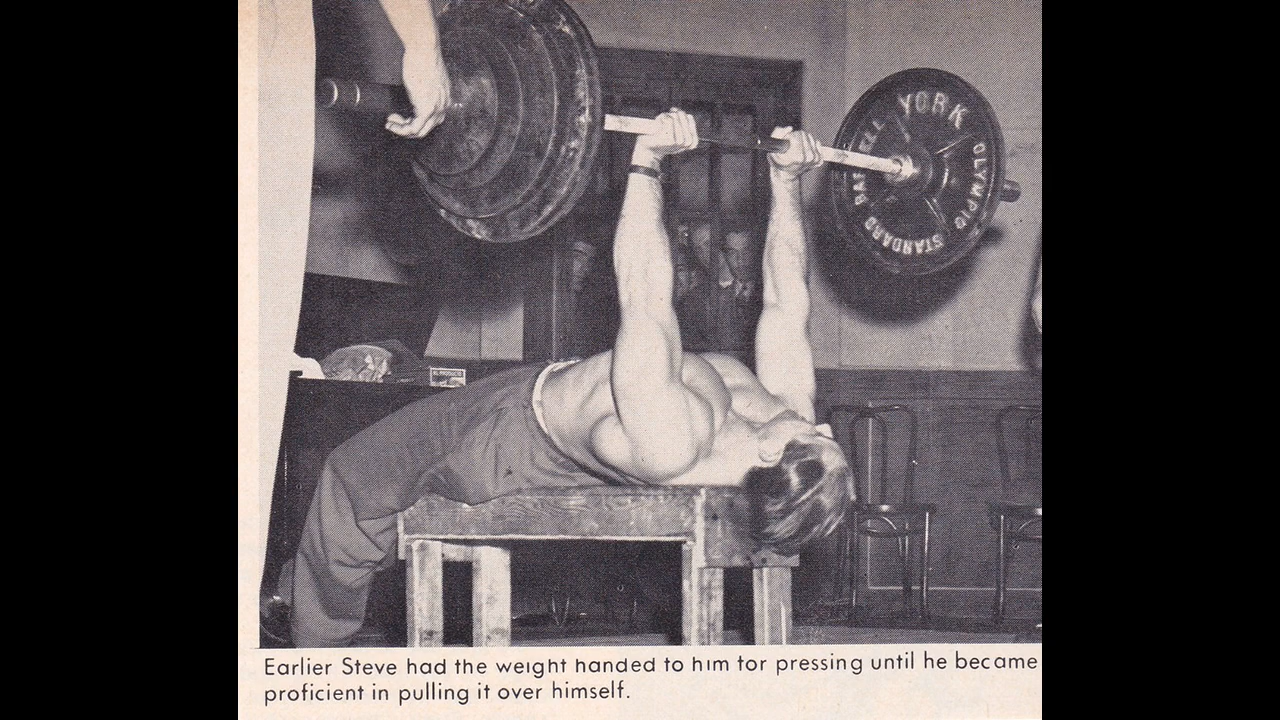 YORK
BARBELL
OLYMPIC
STANDARD
Earlier Steve had the weight handed to him for pressing until he became
proficient in pulling it over himself.